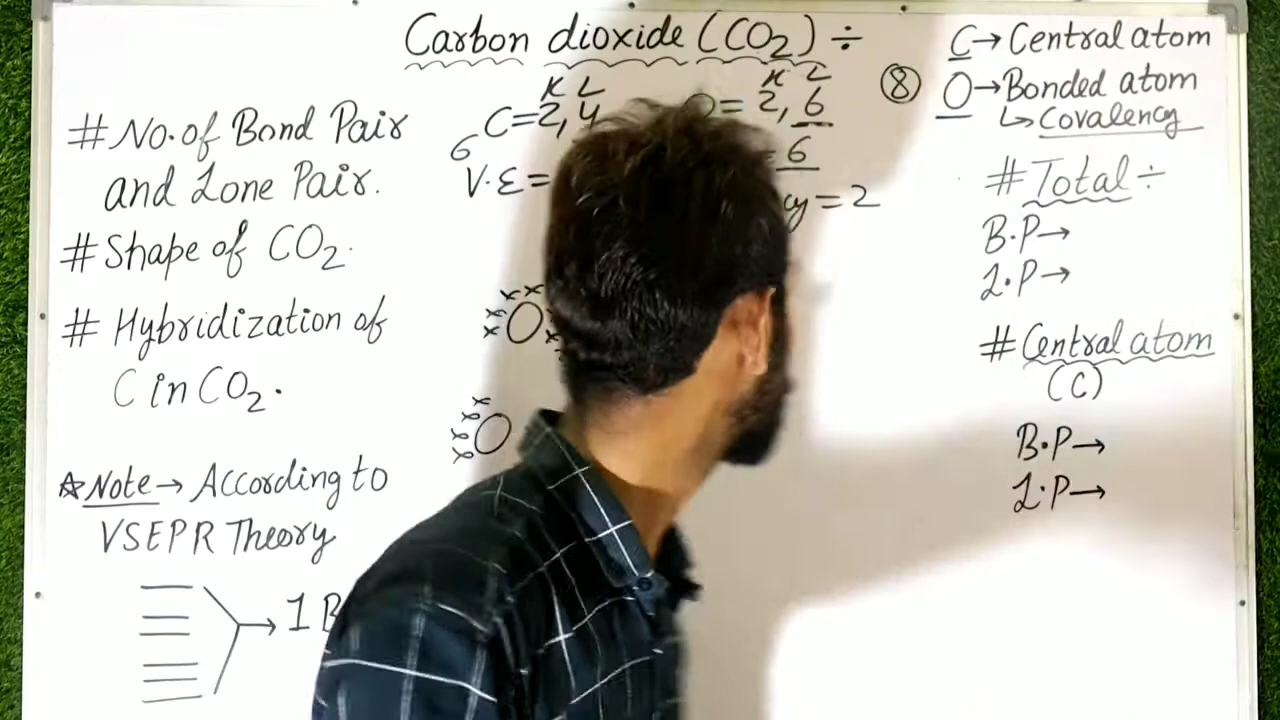 Carbon dioxide (CO₂) ÷
# No. of Bond Pair
and Lone Pair.
# Shape of CO₂.
# Hybridization of
C in CO₂.
☆ Note → According to
VSEPR Theory
→ 1 B
K L
C = 2, 4
6
V.E =
K L
O = 2, 6
6
= 2
8
C → Central atom
O → Bonded atom
↳ Covalency
# Total ÷
B.P →
L.P →
# Central atom
(C)
B.P →
L.P →